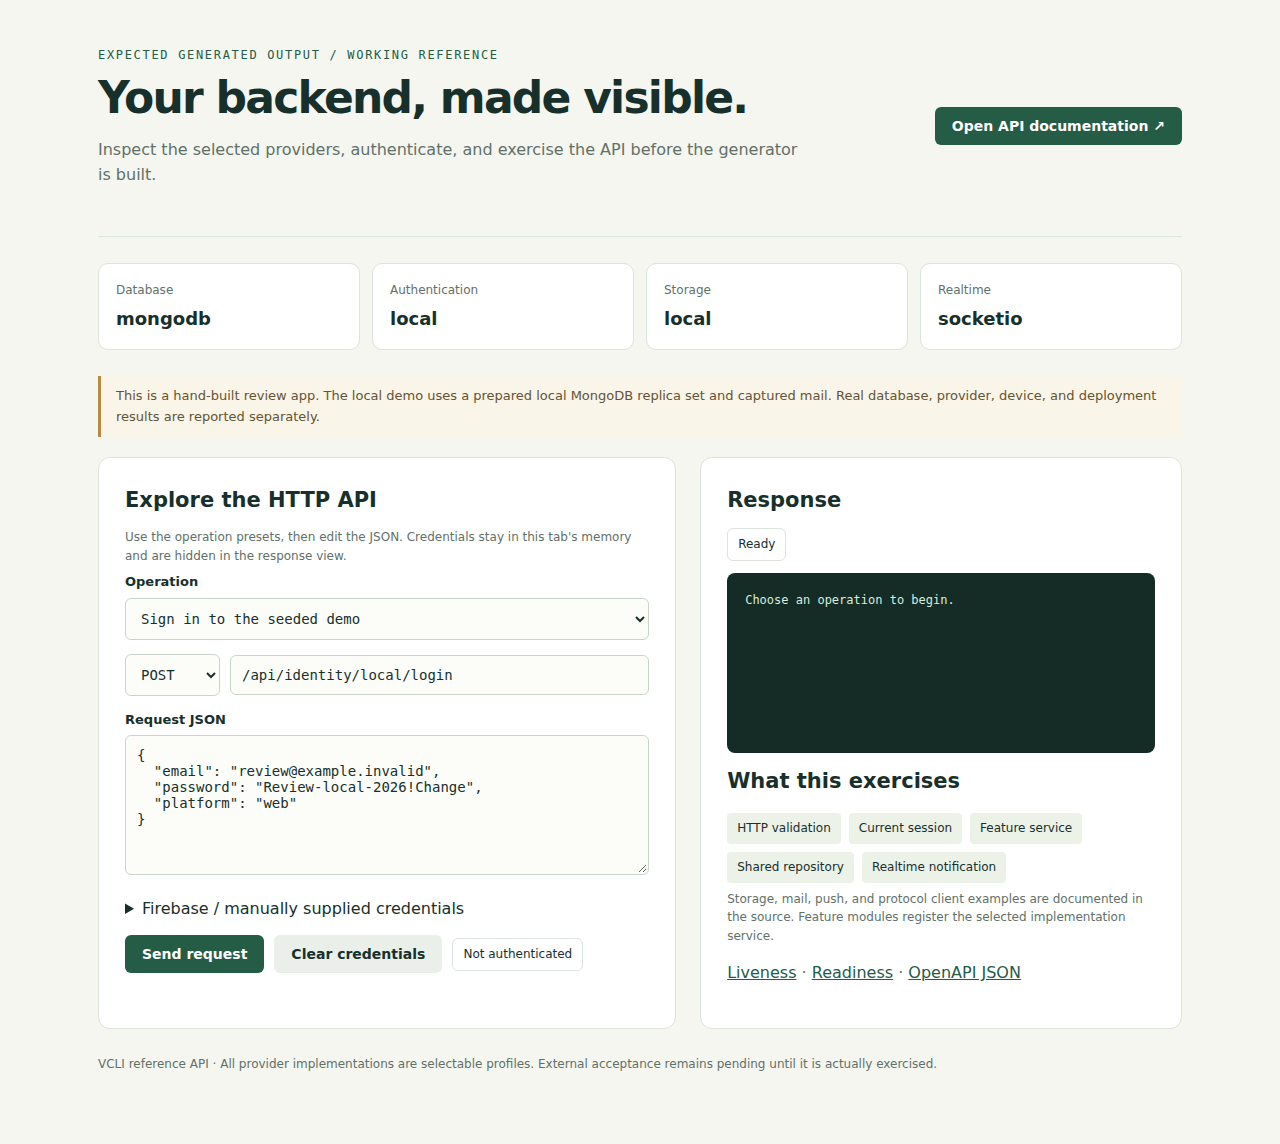 EXPECTED GENERATED OUTPUT / WORKING REFERENCE
Your backend, made visible.
Inspect the selected providers, authenticate, and exercise the API before the generator
is built.
Open API documentation ↗
Database
mongodb
Authentication
local
Storage
local
Realtime
socketio
This is a hand-built review app. The local demo uses a prepared local MongoDB replica set and captured mail. Real database, provider, device, and deployment
results are reported separately.
Explore the HTTP API
Use the operation presets, then edit the JSON. Credentials stay in this tab's memory
and are hidden in the response view.
Operation
Sign in to the seeded demo
POST
/api/identity/local/login
Request JSON
{
  "email": "review@example.invalid",
  "password": "Review-local-2026!Change",
  "platform": "web"
}
▶ Firebase / manually supplied credentials
Send request
Clear credentials
Not authenticated
Response
Ready
Choose an operation to begin.
What this exercises
HTTP validation
Current session
Feature service
Shared repository
Realtime notification
Storage, mail, push, and protocol client examples are documented in
the source. Feature modules register the selected implementation
service.
Liveness · Readiness · OpenAPI JSON
VCLI reference API · All provider implementations are selectable profiles. External acceptance remains pending until it is actually exercised.